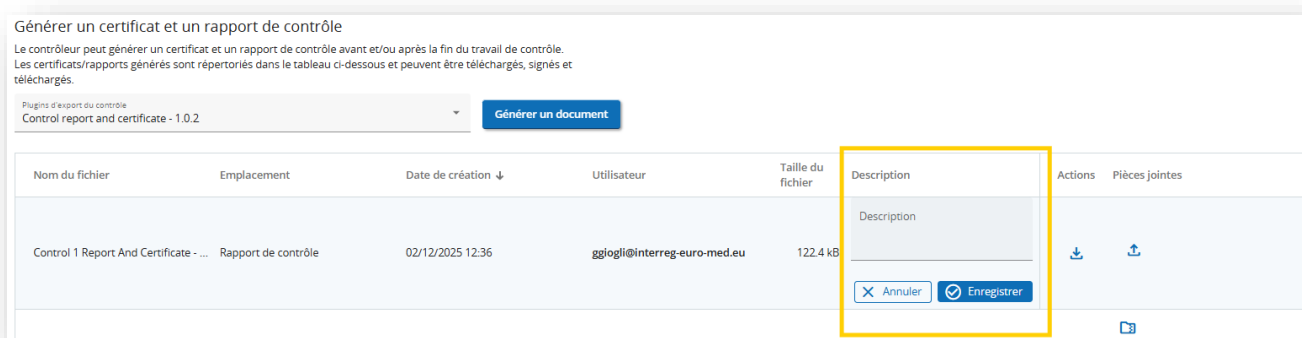 Générer un certificat et un rapport de contrôle
Le contrôleur peut générer un certificat et un rapport de contrôle avant et/ou après la fin du travail de contrôle.
Les certificats/rapports générés sont répertoriés dans le tableau ci-dessous et peuvent être téléchargés, signés et
téléchargés.
Plugins d'export du contrôle
Control report and certificate - 1.0.2
Générer un document
Nom du fichier Emplacement Date de création Utilisateur Taille du fichier Description Actions Pièces jointes
Description
Control 1 Report And Certificate - ... Rapport de contrôle 02/12/2025 12:36 ggiogli@interreg-euro-med.eu 122.4 kB
Annuler Enregistrer